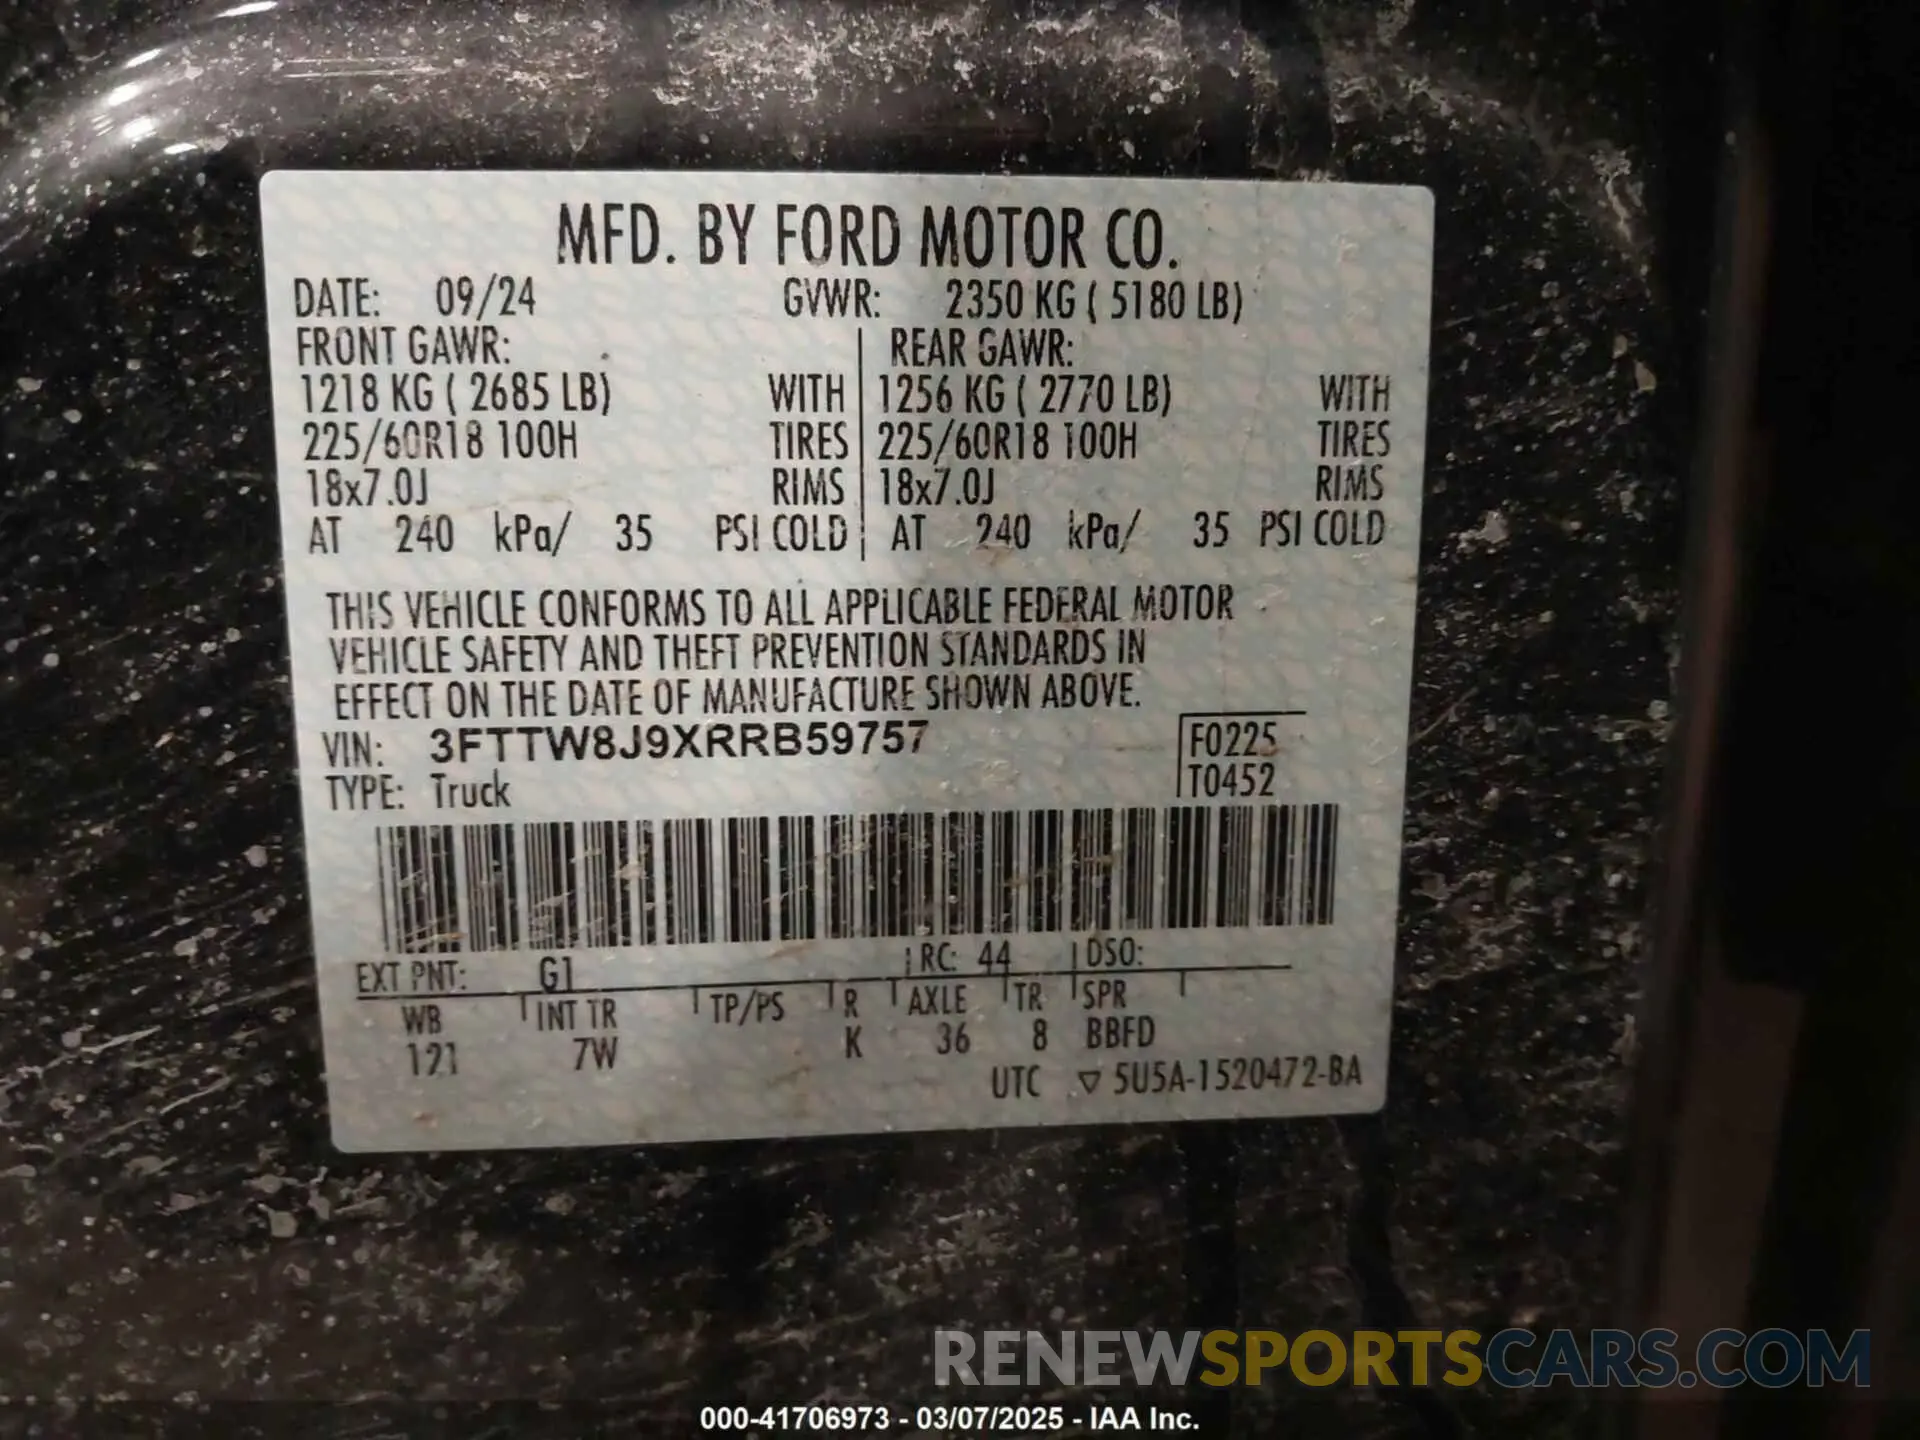 MFD. BY FORD MOTOR CO.
DATE: 09/24 GVWR: 2350 KG ( 5180 LB)
FRONT GAWR: REAR GAWR:
1218 KG ( 2685 LB) WITH 1256 KG ( 2770 LB) WITH
225/60R18 100H TIRES 225/60R18 100H TIRES
18x7.0J RIMS 18x7.0J RIMS
AT 240 kPa/ 35 PSI COLD AT 240 kPa/ 35 PSI COLD
THIS VEHICLE CONFORMS TO ALL APPLICABLE FEDERAL MOTOR
VEHICLE SAFETY AND THEFT PREVENTION STANDARDS IN
EFFECT ON THE DATE OF MANUFACTURE SHOWN ABOVE.
VIN: 3FTTW8J9XRRB59757 F0225
TYPE: Truck T0452
EXT PNT: G1 RC: 44 DSO:
WB INT TR TP/PS R AXLE TR SPR
121 7W K 36 8 BBFD
UTC ▽ 5U5A-1520472-BA
RENEWSPORTSCARS.COM
000-41706973 - 03/07/2025 - IAA Inc.